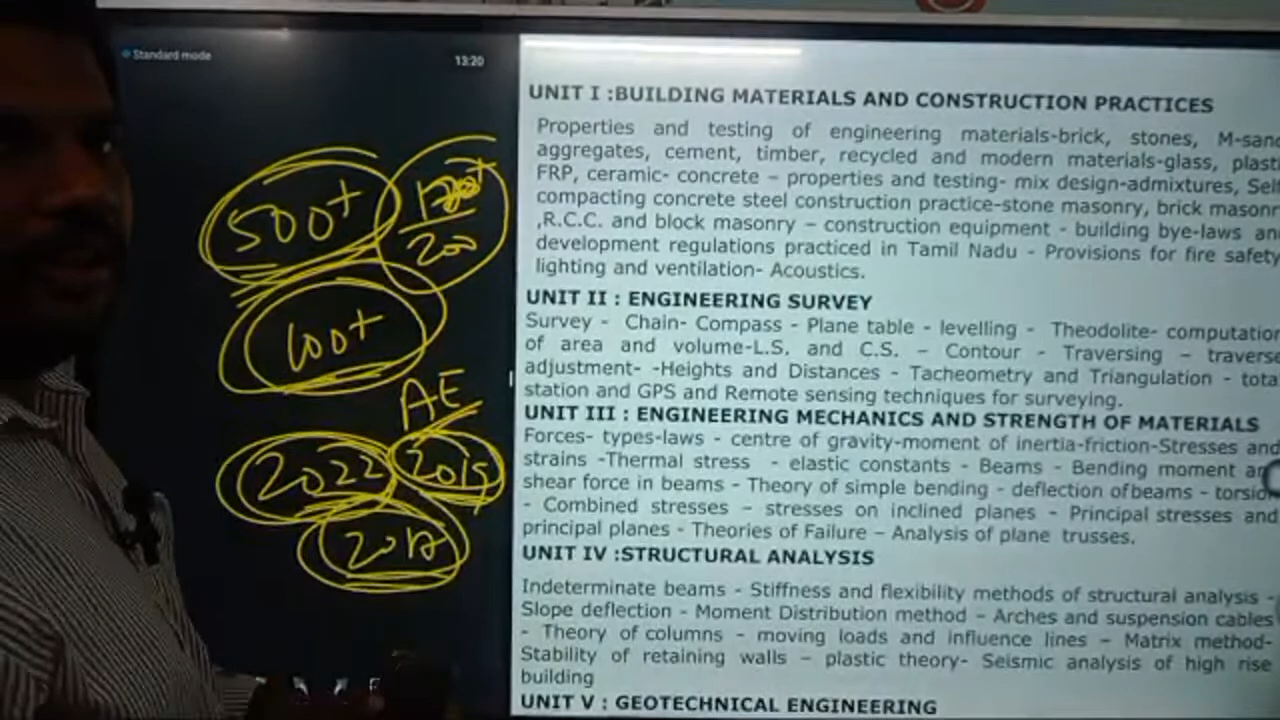 Standard mode
13:20
500+
200
600+
AE
2022
2019
2018
UNIT I :BUILDING MATERIALS AND CONSTRUCTION PRACTICES
Properties and testing of engineering materials-brick, stones, M-sand
aggregates, cement, timber, recycled and modern materials-glass, plast
FRP, ceramic- concrete – properties and testing- mix design-admixtures, Self
compacting concrete steel construction practice-stone masonry, brick masonr
,R.C.C. and block masonry – construction equipment - building bye-laws an
development regulations practiced in Tamil Nadu - Provisions for fire safety
lighting and ventilation- Acoustics.
UNIT II : ENGINEERING SURVEY
Survey - Chain- Compass - Plane table - levelling - Theodolite- computation
of area and volume-L.S. and C.S. – Contour - Traversing – traverse
adjustment- -Heights and Distances - Tacheometry and Triangulation - tota
station and GPS and Remote sensing techniques for surveying.
UNIT III : ENGINEERING MECHANICS AND STRENGTH OF MATERIALS
Forces- types-laws - centre of gravity-moment of inertia-friction-Stresses and
strains -Thermal stress - elastic constants - Beams - Bending moment an
shear force in beams - Theory of simple bending - deflection of beams - torsion
- Combined stresses – stresses on inclined planes - Principal stresses and
principal planes - Theories of Failure – Analysis of plane trusses.
UNIT IV :STRUCTURAL ANALYSIS
Indeterminate beams - Stiffness and flexibility methods of structural analysis -
Slope deflection - Moment Distribution method – Arches and suspension cables
- Theory of columns - moving loads and influence lines – Matrix method-
Stability of retaining walls – plastic theory- Seismic analysis of high rise
building
UNIT V : GEOTECHNICAL ENGINEERING